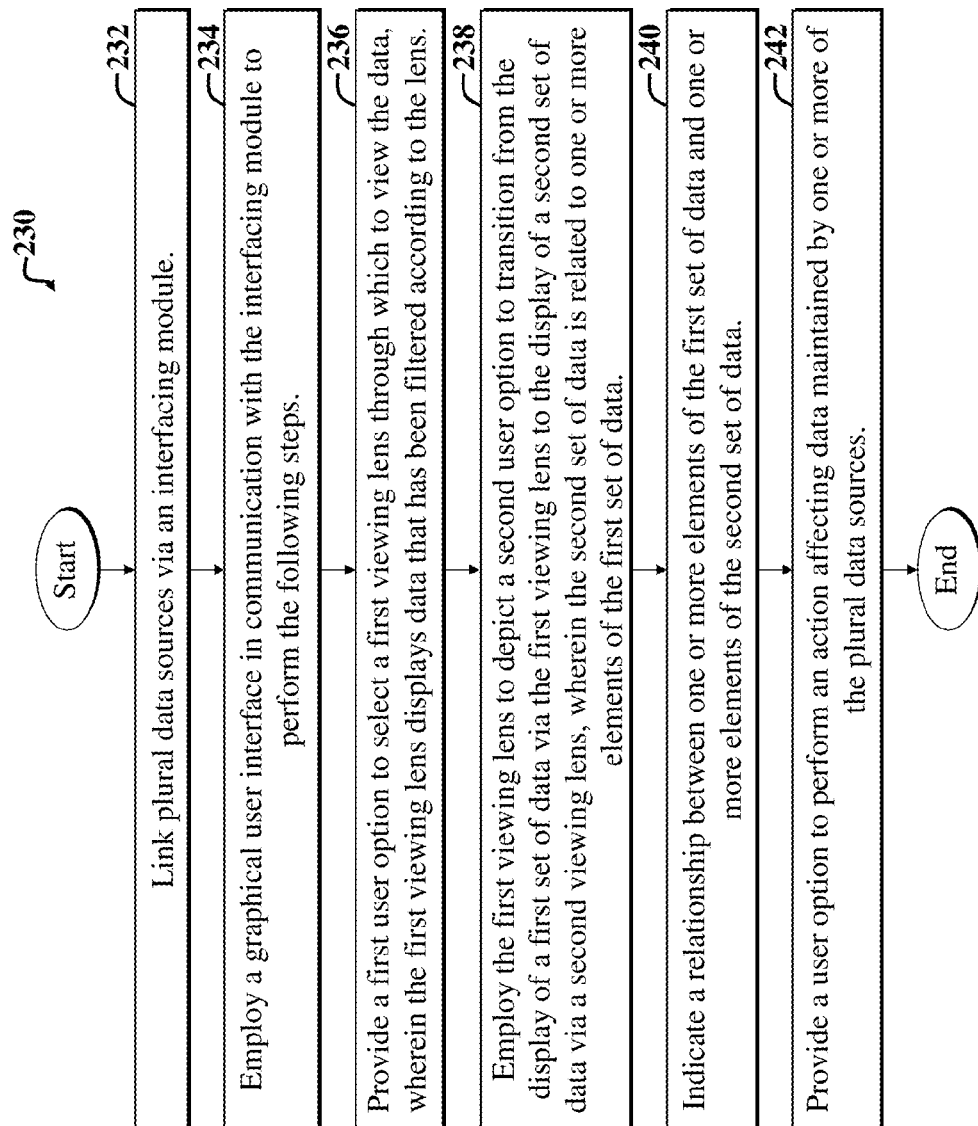 230
Start
232
Link plural data sources via an interfacing module.
234
Employ a graphical user interface in communication with the interfacing module to
perform the following steps.
236
Provide a first user option to select a first viewing lens through which to view the data,
wherein the first viewing lens displays data that has been filtered according to the lens.
238
Employ the first viewing lens to depict a second user option to transition from the
display of a first set of data via the first viewing lens to the display of a second set of
data via a second viewing lens, wherein the second set of data is related to one or more
elements of the first set of data.
240
Indicate a relationship between one or more elements of the first set of data and one or
more elements of the second set of data.
242
Provide a user option to perform an action affecting data maintained by one or more of
the plural data sources.
End